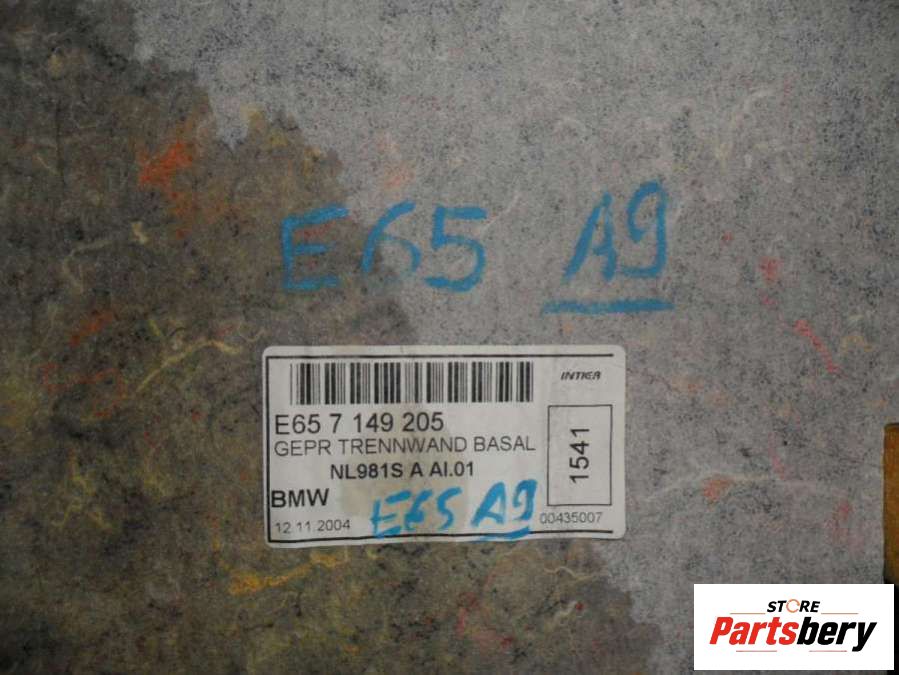 E65 A9
INTIER
E65 7 149 205
GEPR TRENNWAND BASAL
NL981S A AI.01
1541
BMW
12.11.2004
E65 A9
00435007
STORE
Partsbery